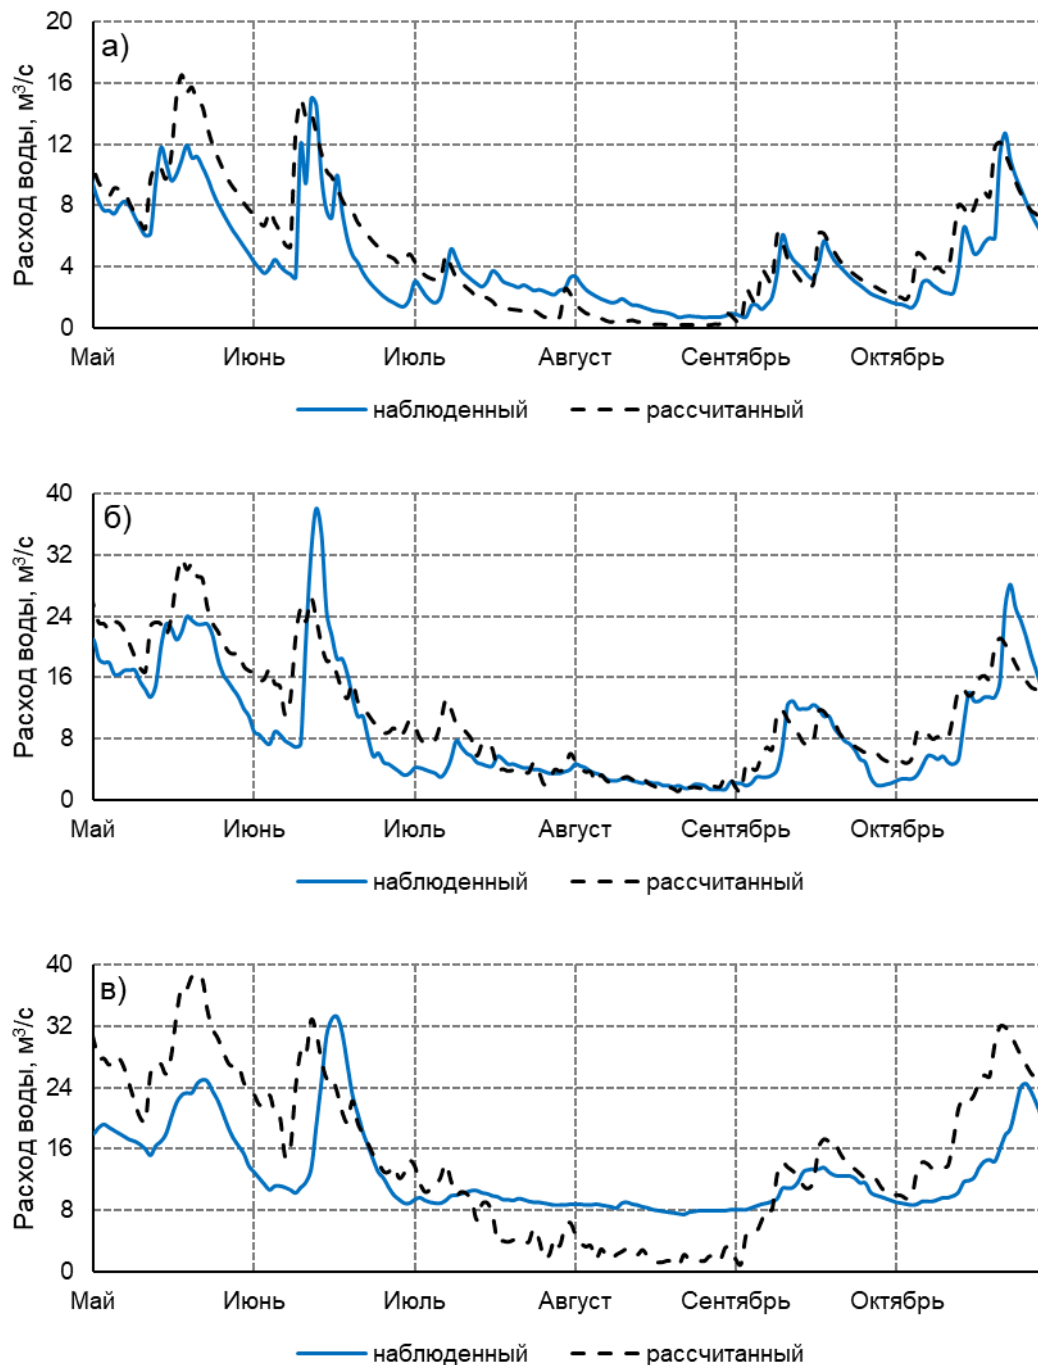 а)
Расход воды, м³/с
20
16
12
8
4
0
Май Июнь Июль Август Сентябрь Октябрь
наблюденный рассчитанный
б)
Расход воды, м³/с
40
32
24
16
8
0
Май Июнь Июль Август Сентябрь Октябрь
наблюденный рассчитанный
в)
Расход воды, м³/с
40
32
24
16
8
0
Май Июнь Июль Август Сентябрь Октябрь
наблюденный рассчитанный